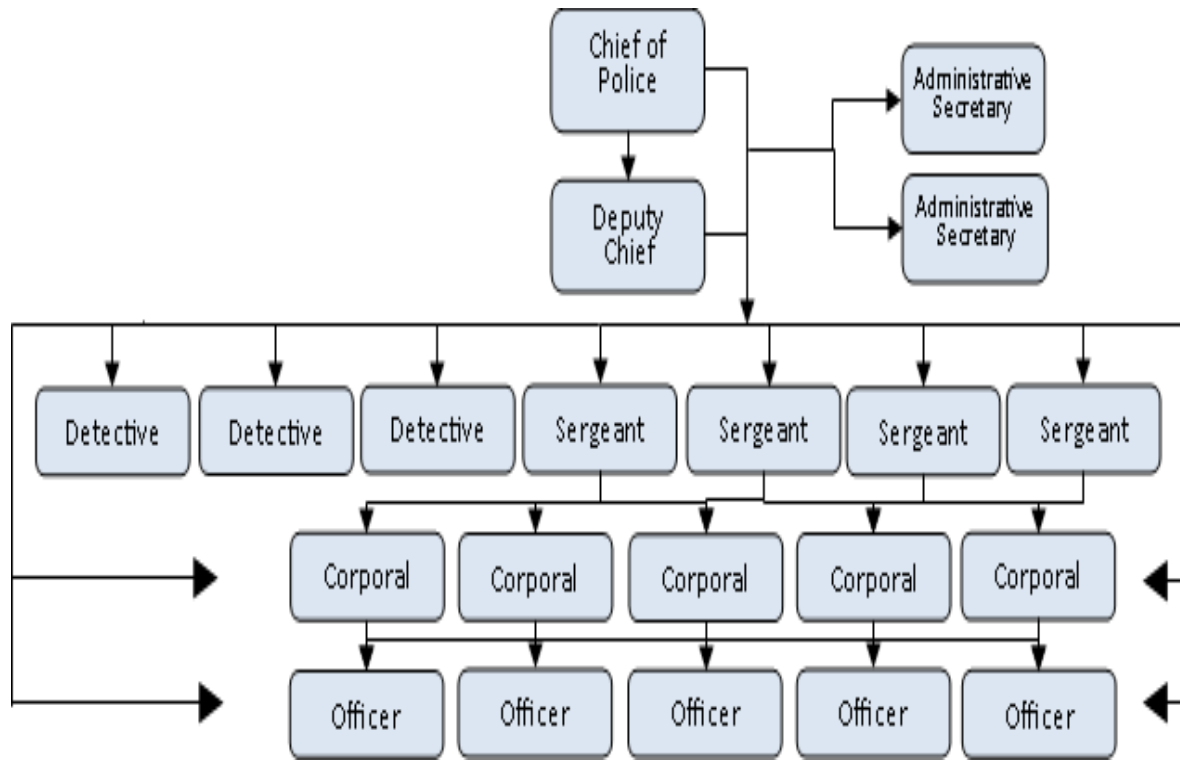 Chief of
Police
Administrative
Secretary
Deputy
Chief
Administrative
Secretary
Detective
Detective
Detective
Sergeant
Sergeant
Sergeant
Sergeant
Corporal
Corporal
Corporal
Corporal
Corporal
Officer
Officer
Officer
Officer
Officer